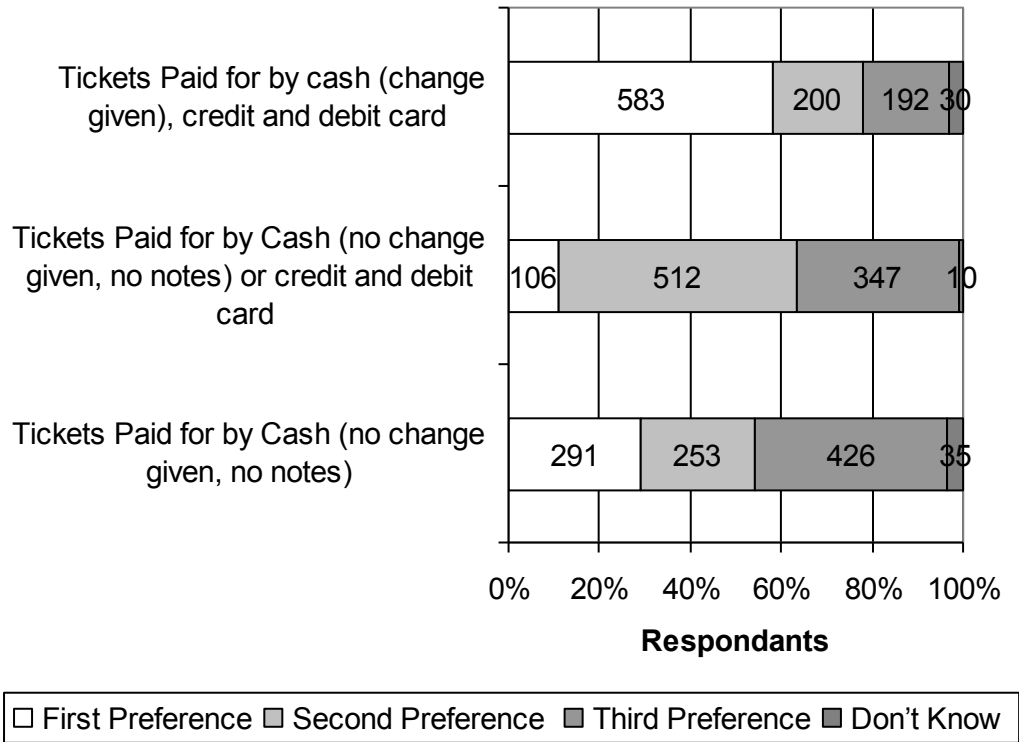 Tickets Paid for by cash (change
given), credit and debit card
583 200 192 30
Tickets Paid for by Cash (no change
given, no notes) or credit and debit
card
106 512 347 10
Tickets Paid for by Cash (no change
given, no notes)
291 253 426 35
0% 20% 40% 60% 80% 100%
Respondants
First Preference Second Preference Third Preference Don't Know